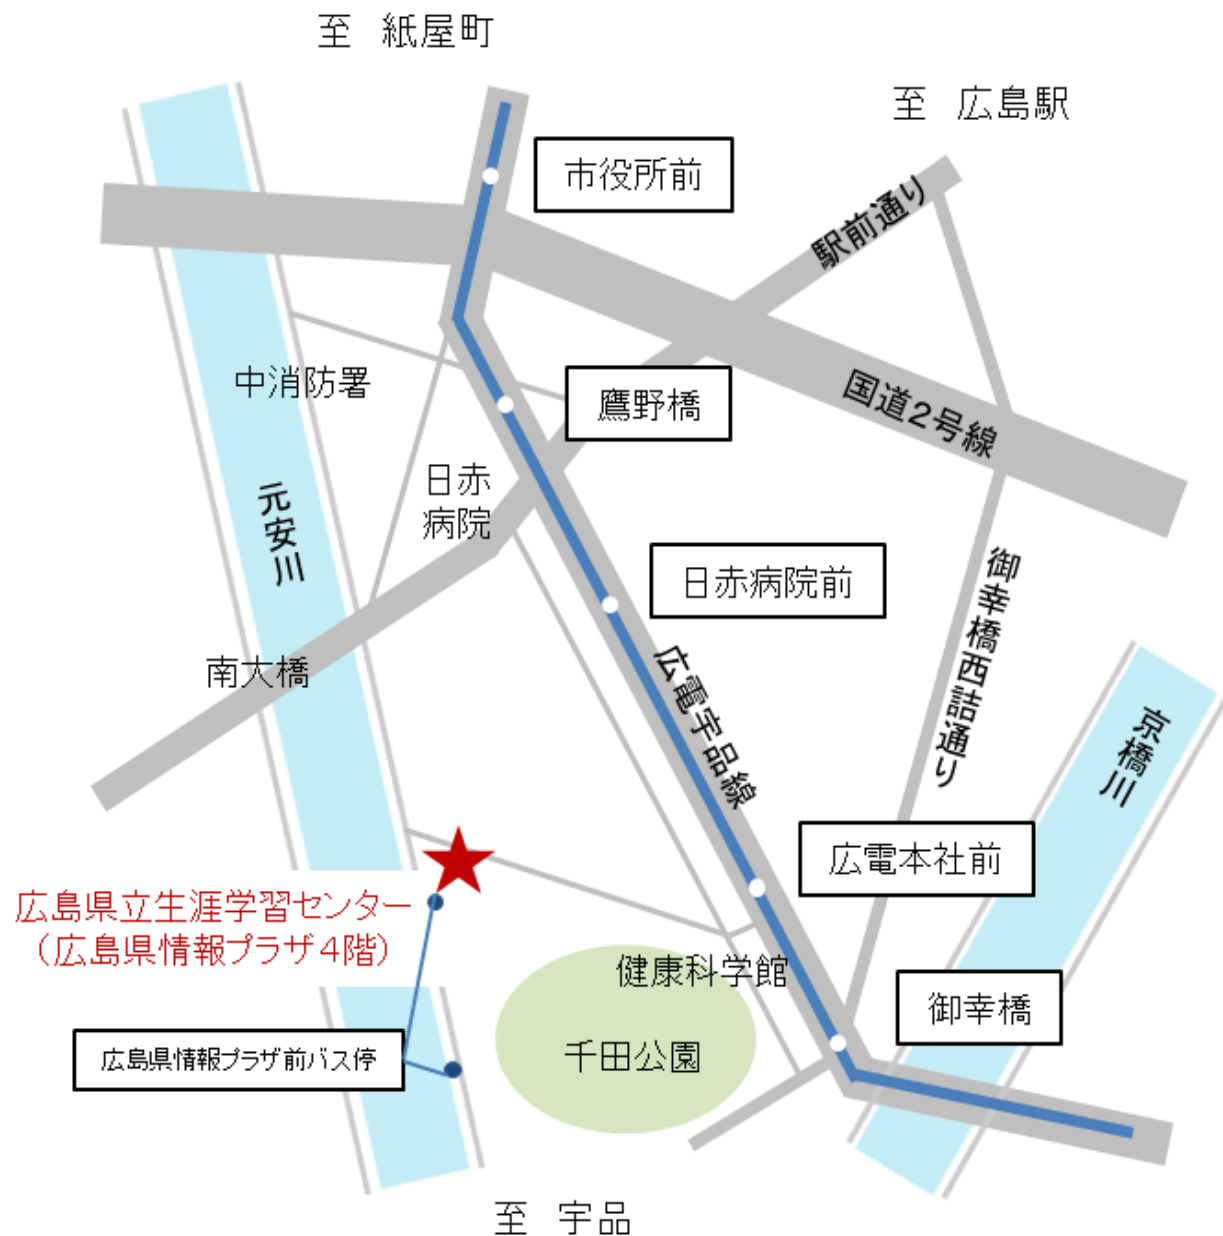 至　紙屋町
至　広島駅
市役所前
駅前通り
中消防署
鷹野橋
国道２号線
日赤
病院
元安川
日赤病院前
御幸橋西詰通り
南大橋
広電宇品線
京橋川
広電本社前
広島県立生涯学習センター
（広島県情報プラザ４階）
健康科学館
御幸橋
広島県情報プラザ前バス停
千田公園
至　宇品